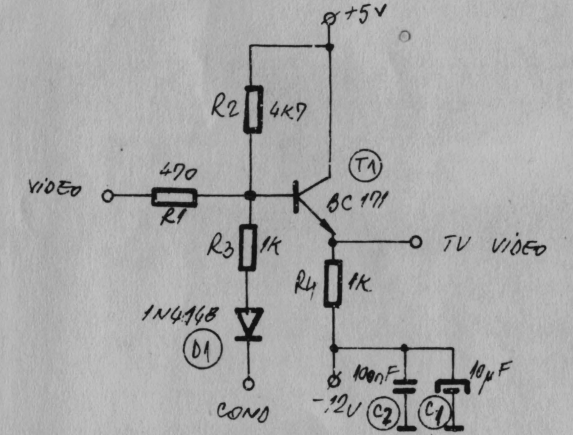 +5V
R2
4K7
T1
470
VIDEO
R1
BC 171
R3
1K
TV VIDEO
R4
1K
1N4148
D1
100nF
10µF
-12V
C2
C1
COND